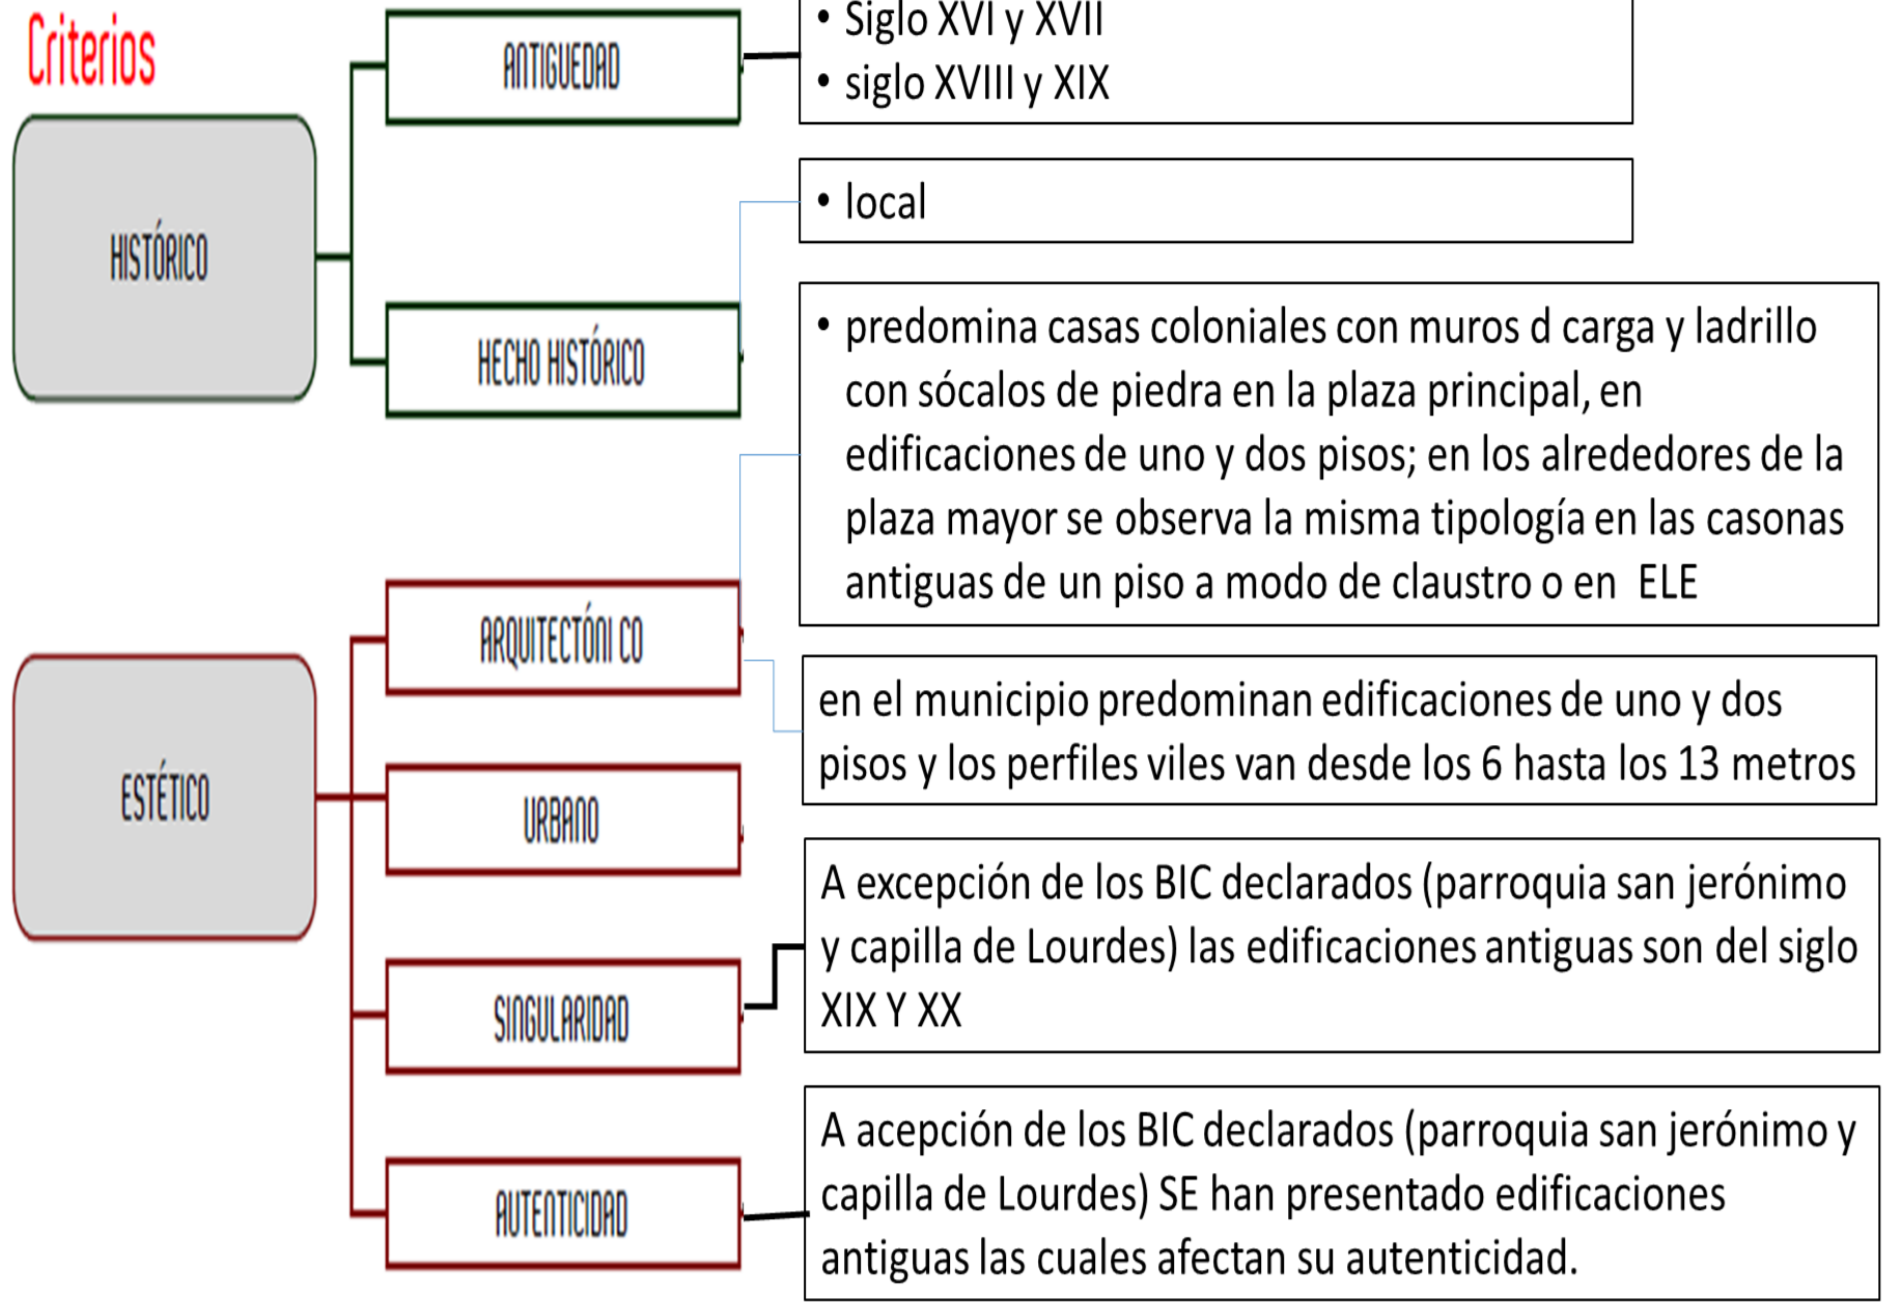 Criterios
HISTÓRICO
ANTIGUEDAD
• Siglo XVI y XVII
• siglo XVIII y XIX
HECHO HISTÓRICO
• local
ESTÉTICO
ARQUITECTÓNI CO
• predomina casas coloniales con muros d carga y ladrillo
con sócalos de piedra en la plaza principal, en
edificaciones de uno y dos pisos; en los alrededores de la
plaza mayor se observa la misma tipología en las casonas
antiguas de un piso a modo de claustro o en ELE
en el municipio predominan edificaciones de uno y dos
pisos y los perfiles viles van desde los 6 hasta los 13 metros
URBANO
SINGULARIDAD
A excepción de los BIC declarados (parroquia san jerónimo
y capilla de Lourdes) las edificaciones antiguas son del siglo
XIX Y XX
AUTENTICIDAD
A acepción de los BIC declarados (parroquia san jerónimo y
capilla de Lourdes) SE han presentado edificaciones
antiguas las cuales afectan su autenticidad.